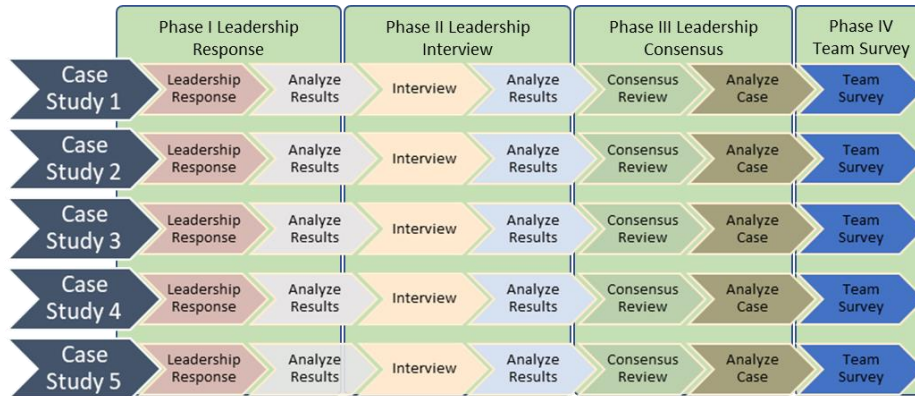 Phase I Leadership
Response
Phase II Leadership
Interview
Phase III Leadership
Consensus
Phase IV
Team Survey
Case
Study 1
Leadership
Response
Analyze
Results
Interview
Analyze
Results
Consensus
Review
Analyze
Case
Team
Survey
Case
Study 2
Leadership
Response
Analyze
Results
Interview
Analyze
Results
Consensus
Review
Analyze
Case
Team
Survey
Case
Study 3
Leadership
Response
Analyze
Results
Interview
Analyze
Results
Consensus
Review
Analyze
Case
Team
Survey
Case
Study 4
Leadership
Response
Analyze
Results
Interview
Analyze
Results
Consensus
Review
Analyze
Case
Team
Survey
Case
Study 5
Leadership
Response
Analyze
Results
Interview
Analyze
Results
Consensus
Review
Analyze
Case
Team
Survey